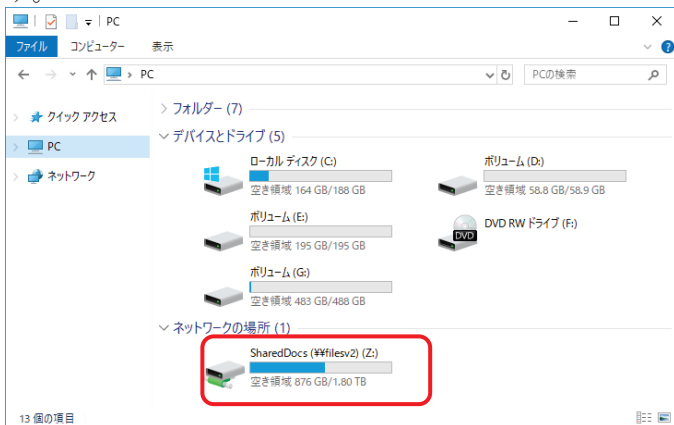 PC
ファイル コンピューター 表示
PC PCの検索
クイック アクセス
PC
ネットワーク
フォルダー (7)
デバイスとドライブ (5)
ローカル ディスク (C:)
空き領域 164 GB/188 GB
ボリューム (D:)
空き領域 58.8 GB/58.9 GB
ボリューム (E:)
空き領域 195 GB/195 GB
DVD RW ドライブ (F:)
DVD
ボリューム (G:)
空き領域 483 GB/488 GB
ネットワークの場所 (1)
SharedDocs (¥¥filesv2) (Z:)
空き領域 876 GB/1.80 TB
13 個の項目